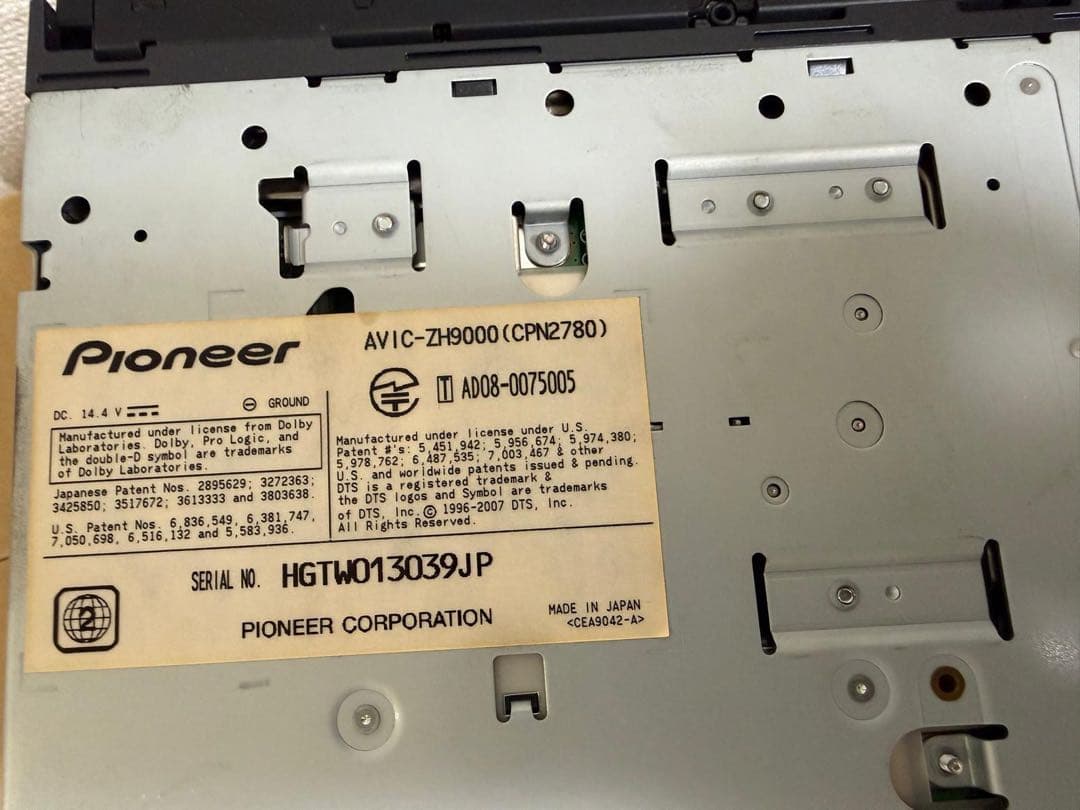 Pioneer
AVIC-ZH9000(CPN2780)
T AD08-0075005
DC. 14.4 V
GROUND
Manufactured under license from Dolby
Laboratories. Dolby, Pro Logic, and
the double-D symbol are trademarks
of Dolby Laboratories.
Japanese Patent Nos. 2895629; 3272363;
3425850; 3517672; 3613333 and 3803638.
U.S. Patent Nos. 6,836,549, 6,381,747,
7,050,698, 6,516,132 and 5,583,936.
Manufactured under license under U.S.
Patent #'s: 5,451,942; 5,956,674; 5,974,380;
5,978,762; 6,487,535; 7,003,467 & other
U.S. and worldwide patents issued & pending.
DTS is a registered trademark &
the DTS logos and Symbol are trademarks
of DTS, Inc.© 1996-2007 DTS, Inc.
All Rights Reserved.
SERIAL NO. HGTW013039JP
2
PIONEER CORPORATION
MADE IN JAPAN
<CEA9042-A>